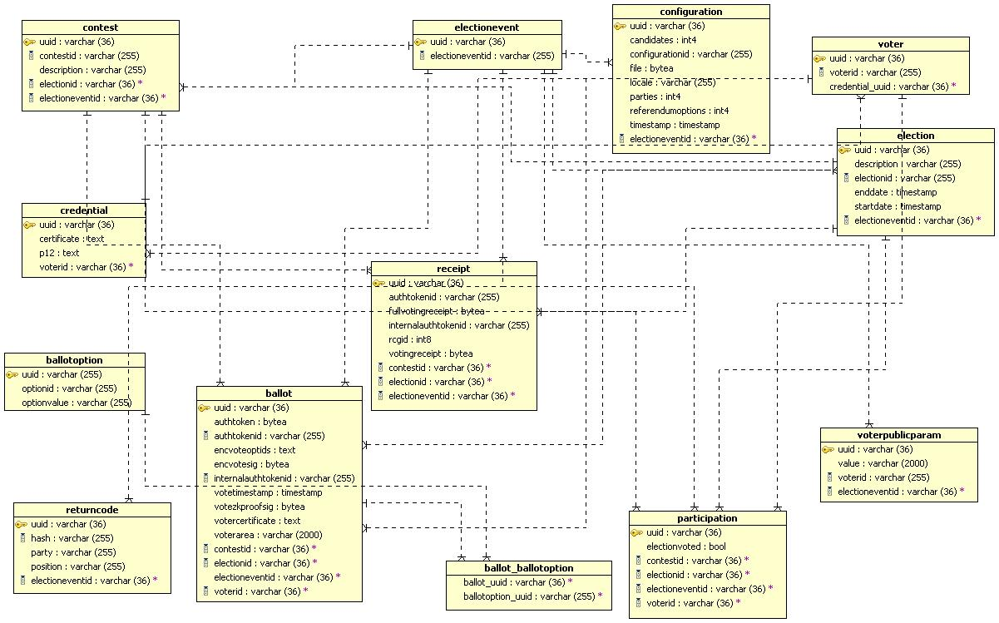 contest
uuid : varchar (36)
contestid : varchar (255)
description : varchar (255)
electionid : varchar (36) *
electioneventid : varchar (36) *
electionevent
uuid : varchar (36)
electioneventid : varchar (255)
configuration
uuid : varchar (36)
candidates : int4
configurationid : varchar (255)
file : bytea
locale : varchar (255)
parties : int4
referendumoptions : int4
timestamp : timestamp
electioneventid : varchar (36) *
voter
uuid : varchar (36)
voterid : varchar (255)
credential_uuid : varchar (36) *
election
uuid : varchar (36)
description : varchar (255)
electionid : varchar (255)
enddate : timestamp
startdate : timestamp
electioneventid : varchar (36) *
credential
uuid : varchar (36)
certificate : text
p12 : text
voterid : varchar (36) *
receipt
uuid : varchar (36)
authtokenid : varchar (255)
fullvotingreceipt : bytea
internalauthtokenid : varchar (255)
rcgid : int8
votingreceipt : bytea
contestid : varchar (36) *
electionid : varchar (36) *
electioneventid : varchar (36) *
ballotoption
uuid : varchar (255)
optionid : varchar (255)
optionvalue : varchar (255)
ballot
uuid : varchar (36)
authtoken : bytea
authtokenid : varchar (255)
encvoteoptids : text
encvotesig : bytea
internalauthtokenid : varchar (255)
votetimestamp : timestamp
votezkproofsig : bytea
votercertificate : text
voterarea : varchar (2000)
contestid : varchar (36) *
electionid : varchar (36) *
electioneventid : varchar (36) *
voterid : varchar (36) *
voterpublicparam
uuid : varchar (36)
value : varchar (2000)
voterid : varchar (255)
electioneventid : varchar (36) *
returncode
uuid : varchar (36)
hash : varchar (255)
party : varchar (255)
position : varchar (255)
electioneventid : varchar (36) *
ballot_ballotoption
ballot_uuid : varchar (36) *
ballotoption_uuid : varchar (255) *
participation
uuid : varchar (36)
electionvoted : bool
contestid : varchar (36) *
electionid : varchar (36) *
electioneventid : varchar (36) *
voterid : varchar (36) *